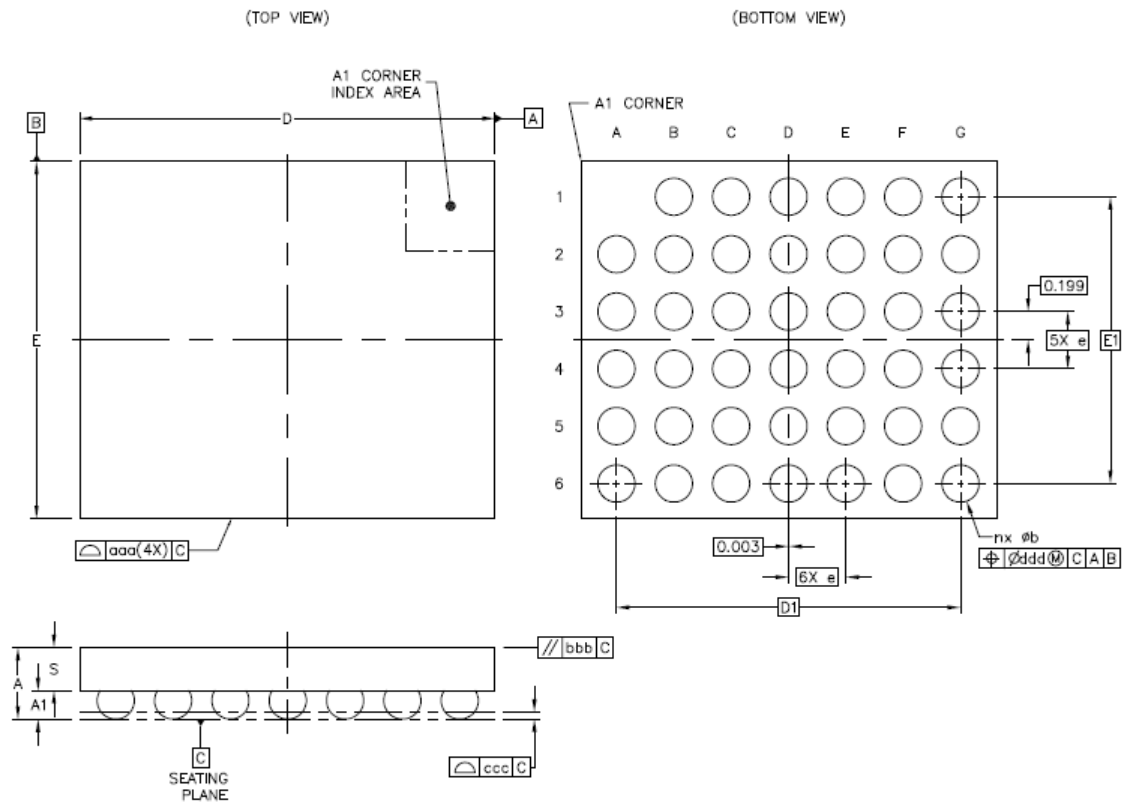 (TOP VIEW)
(BOTTOM VIEW)
A1 CORNER
INDEX AREA
B
D
A
E
aaa(4X) C
A1 CORNER
A B C D E F G
1
2
3
4
5
6
0.199
5X e
E1
0.003
6X e
D1
nx øb
⌖ Øddd Ⓜ C A B
A
S
A1
// bbb C
C
SEATING
PLANE
ccc C